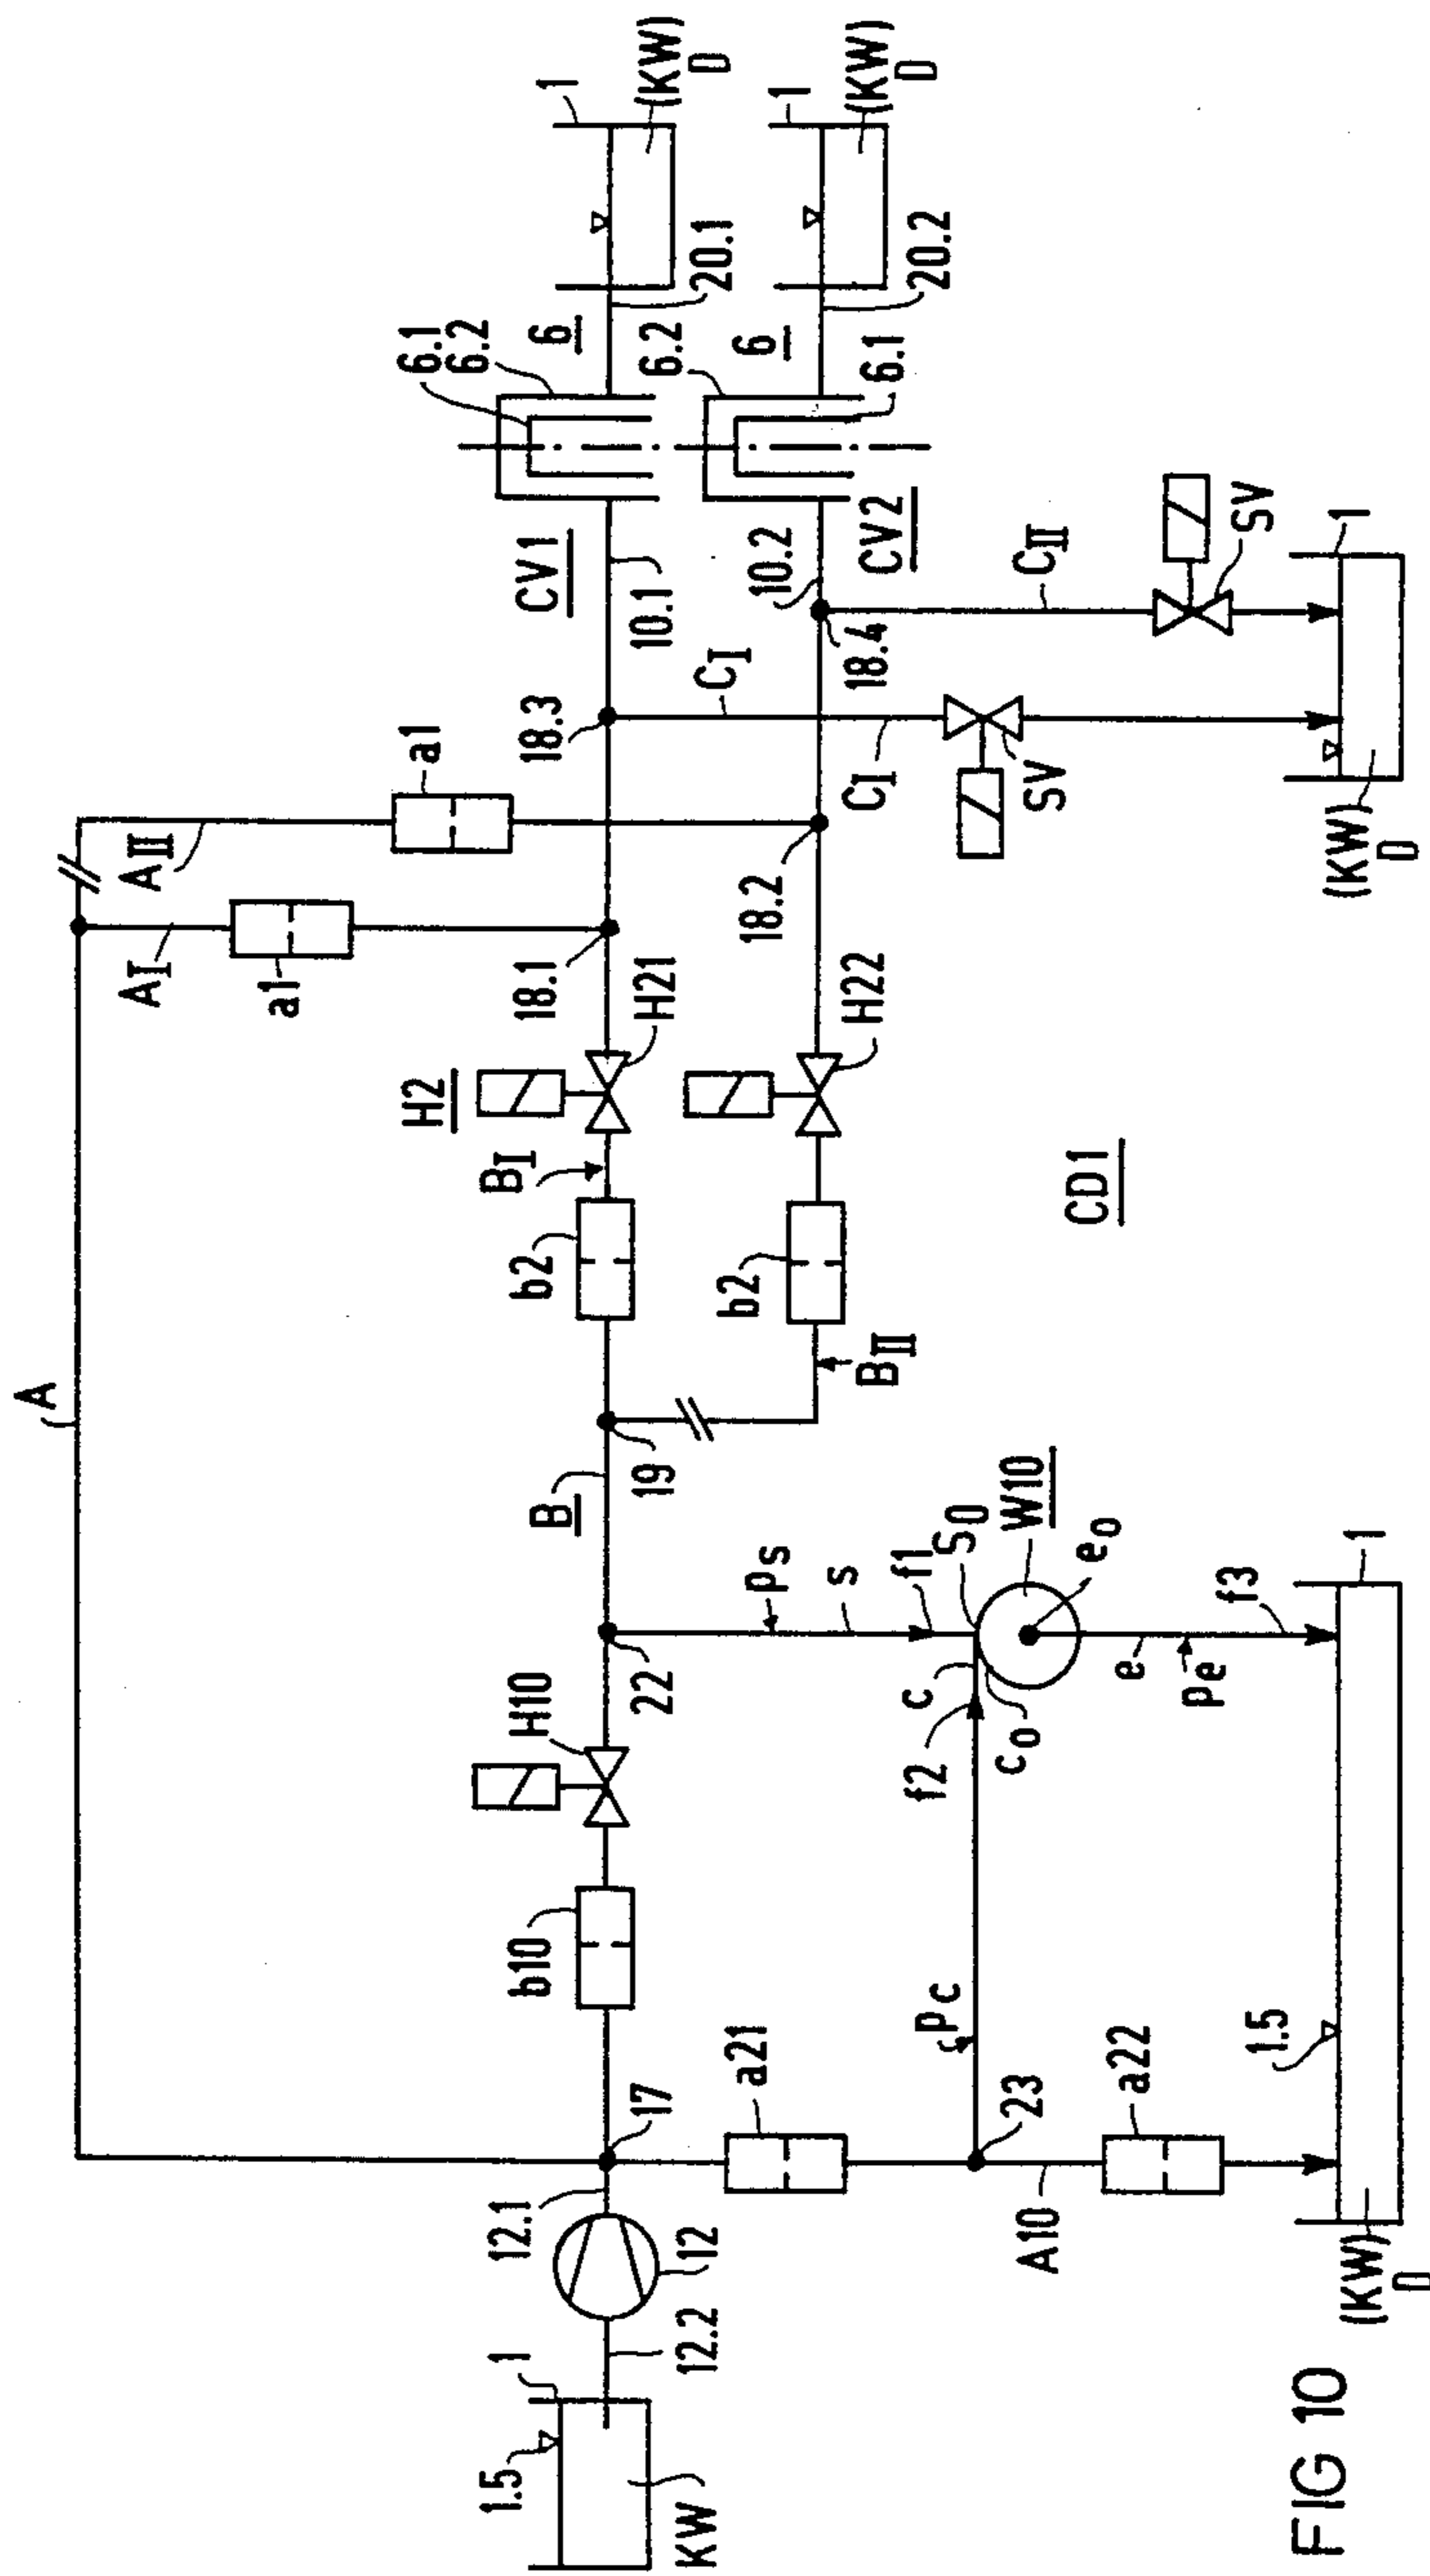 A
AI
AII
a1
a1
1
(KW)
D
6.1
6.2
6
20.1
CV1
10.1
18.3
18.1
H21
H2
BI
b2
B
19
22
H10
b10
17
12.1
12
12.2
1
1.5
KW
1
(KW)
D
6
6.2
20.2
6.1
CV2
10.2
18.4
CI
CII
18.2
H22
b2
BII
CI
SV
SV
1
(KW)
D
CD1
ps
s
f1
S0
W10
e0
c
c0
f2
pc
e
pe
f3
1
a21
23
a22
A10
1.5
(KW)
D
FIG 10